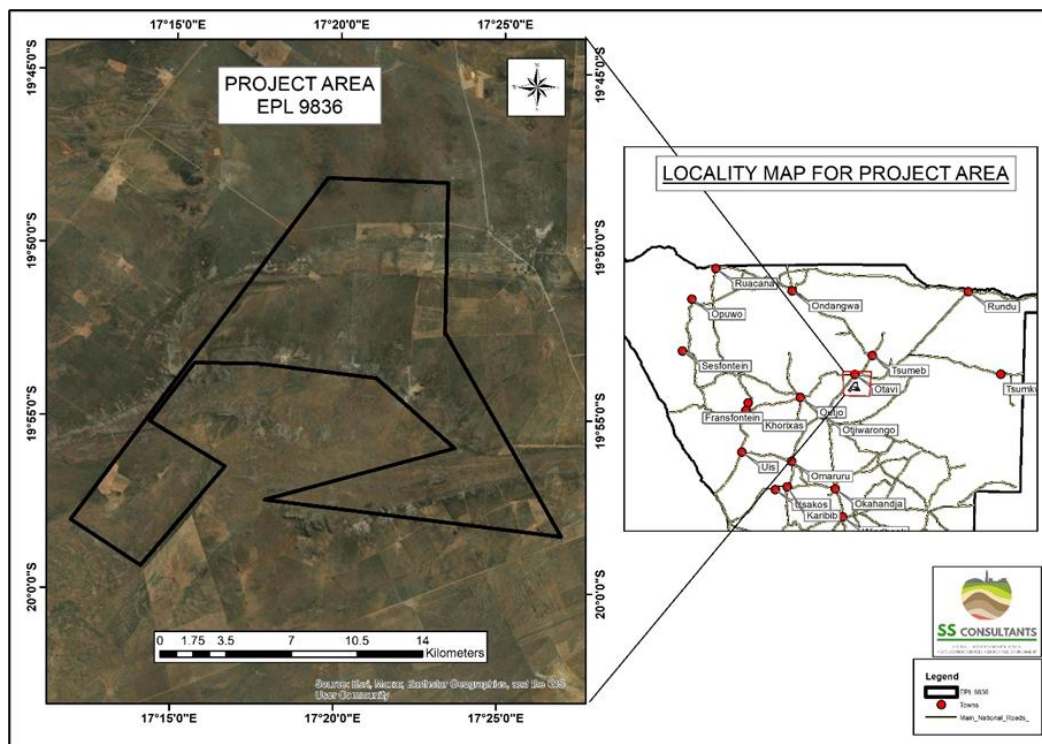 17°15'0"E
17°20'0"E
17°25'0"E
19°45'0"S
19°45'0"S
PROJECT AREA
EPL 9836
LOCALITY MAP FOR PROJECT AREA
19°50'0"S
19°50'0"S
Ruacana
Ondangwa
Rundu
Opuwo
Sesfontein
Tsumeb
Otavi
Tsumkw
Fransfontein
Outjo
Khorixas
Otjiwarongo
19°55'0"S
19°55'0"S
Uis
Omaruru
Usakos
Okahandja
Karibib
20°0'0"S
20°0'0"S
0 1.75 3.5 7 10.5 14
Kilometers
Source: Esri, Maxar, Earthstar Geographics, and the GIS
User Community
17°15'0"E
17°20'0"E
17°25'0"E
SS CONSULTANTS
Legend
EPL 9836
Towns
Main_National_Roads_